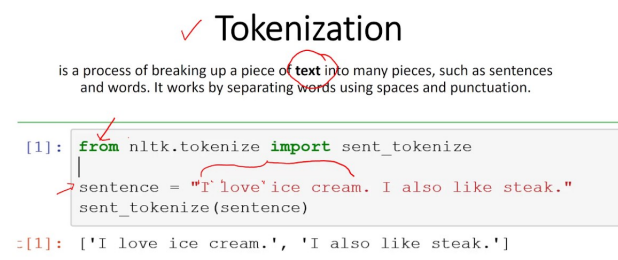 Tokenization
is a process of breaking up a piece of text into many pieces, such as sentences
and words. It works by separating words using spaces and punctuation.
[1]: from nltk.tokenize import sent_tokenize
sentence = "I love ice cream. I also like steak."
sent_tokenize(sentence)
t[1]: ['I love ice cream.', 'I also like steak.']